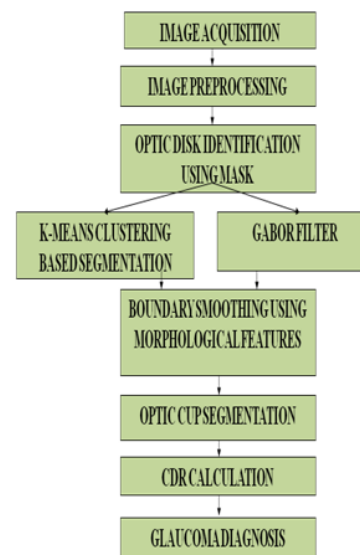 IMAGE ACQUISITION
IMAGE PREPROCESSING
OPTIC DISK IDENTIFICATION
USING MASK
K-MEANS CLUSTERING
BASED SEGMENTATION
GABOR FILTER
BOUNDARY SMOOTHING USING
MORPHOLOGICAL FEATURES
OPTIC CUP SEGMENTATION
CDR CALCULATION
GLAUCOMA DIAGNOSIS